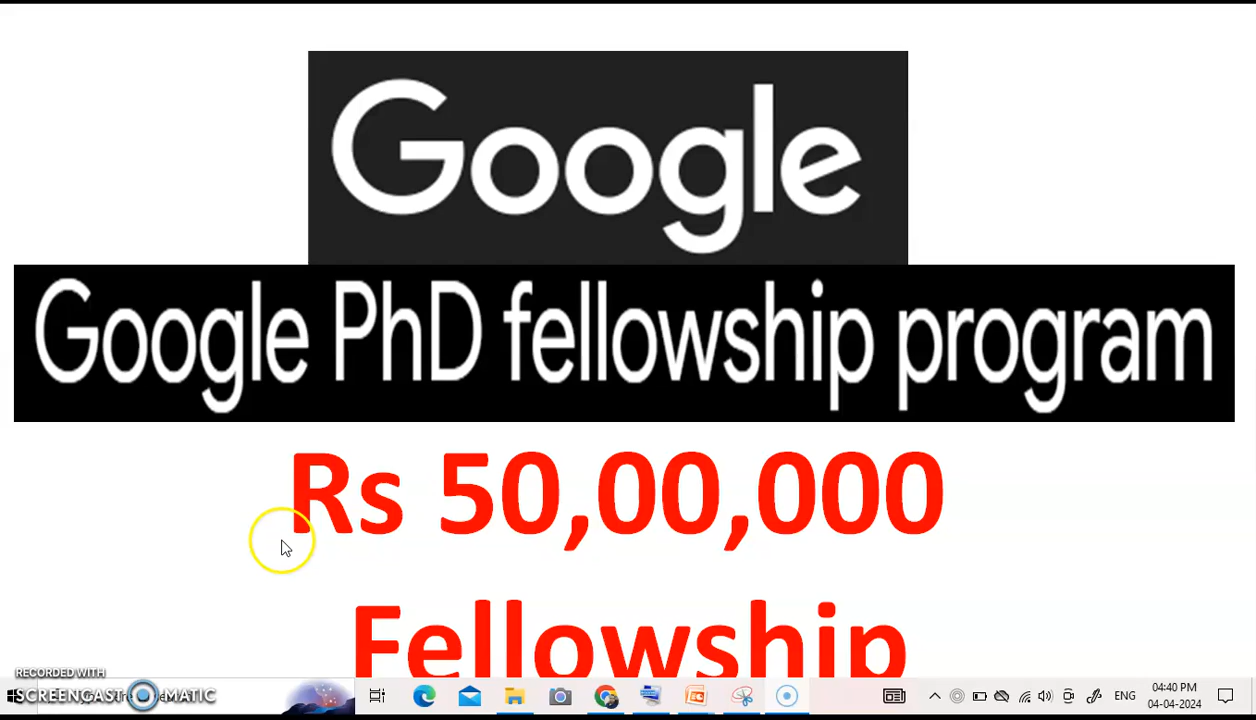 Google
Google PhD fellowship program
Rs 50,00,000
Fellowship
RECORDED WITH
SCREENCAST MATIC
ENG
04:40 PM
04-04-2024